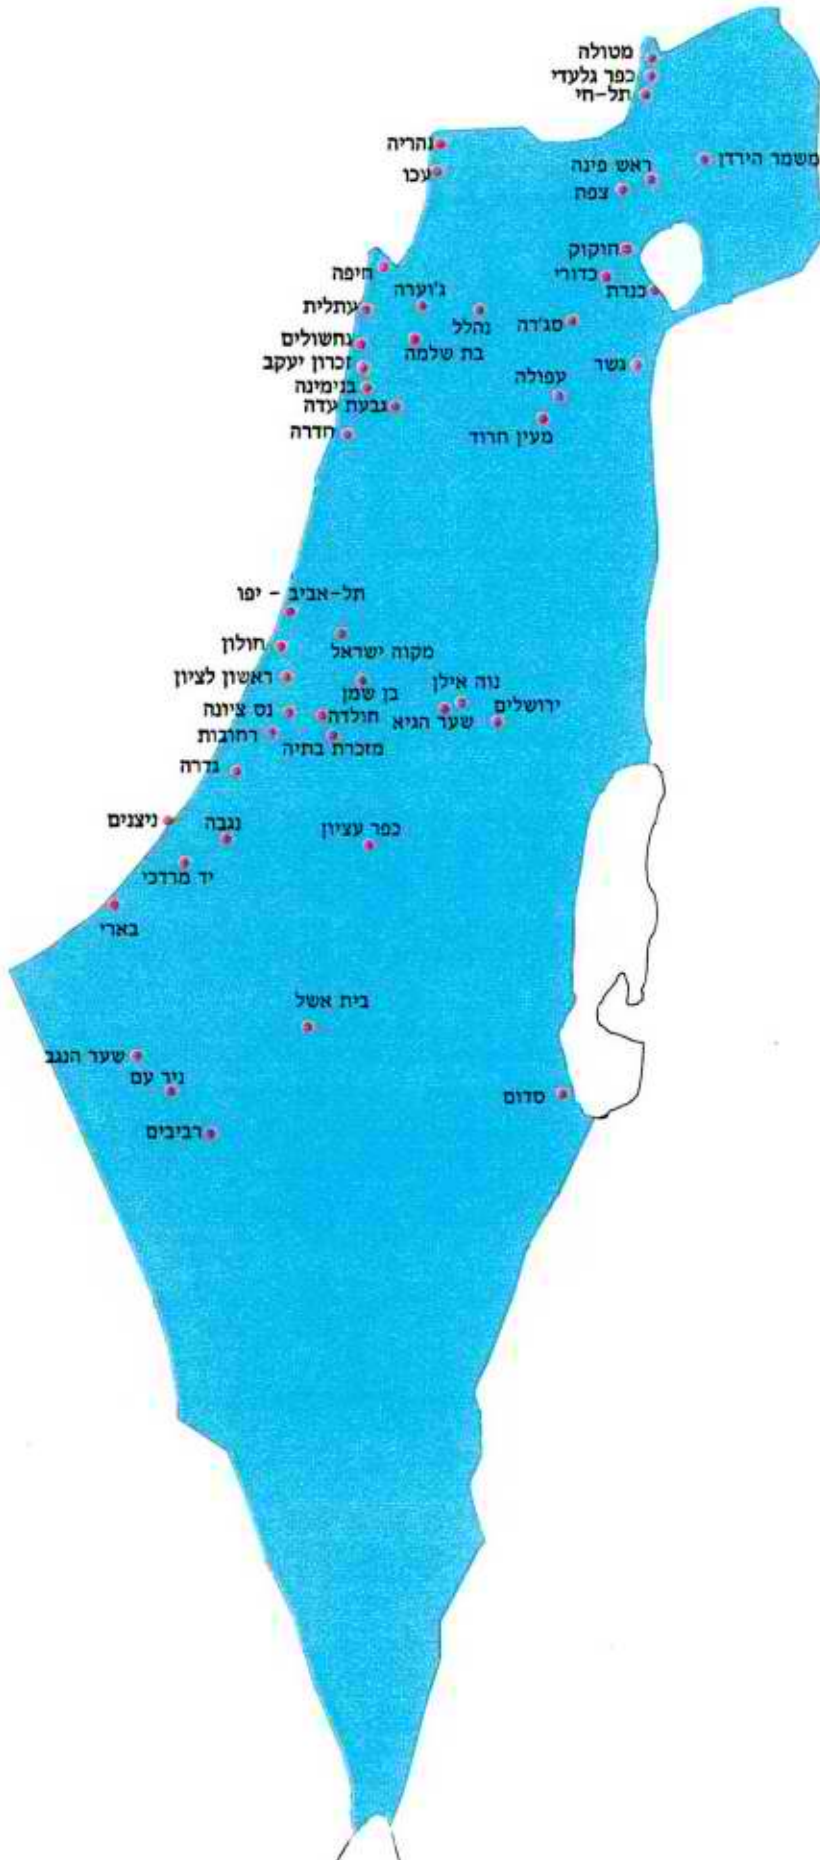 מטולה
כפר גלעדי
תל-חי
נהריה
משמר הירדן
ראש פינה
עכו
צפת
חוקוק
חיפה
כדורי
כנרת
ג'וערה
עתלית
נהלל
סג'רה
נחשולים
בת שלמה
זכרון יעקב
גשר
בנימינה
עפולה
גבעת עדה
חדרה
מעין חרוד
תל-אביב - יפו
חולון
מקוה ישראל
ראשון לציון
בן שמן
נוה אילן
נס ציונה
חולדה
שער הגיא
ירושלים
רחובות
מזכרת בתיה
גדרה
ניצנים
נגבה
כפר עציון
יד מרדכי
בארי
בית אשל
שער הנגב
ניר עם
סדום
רביבים